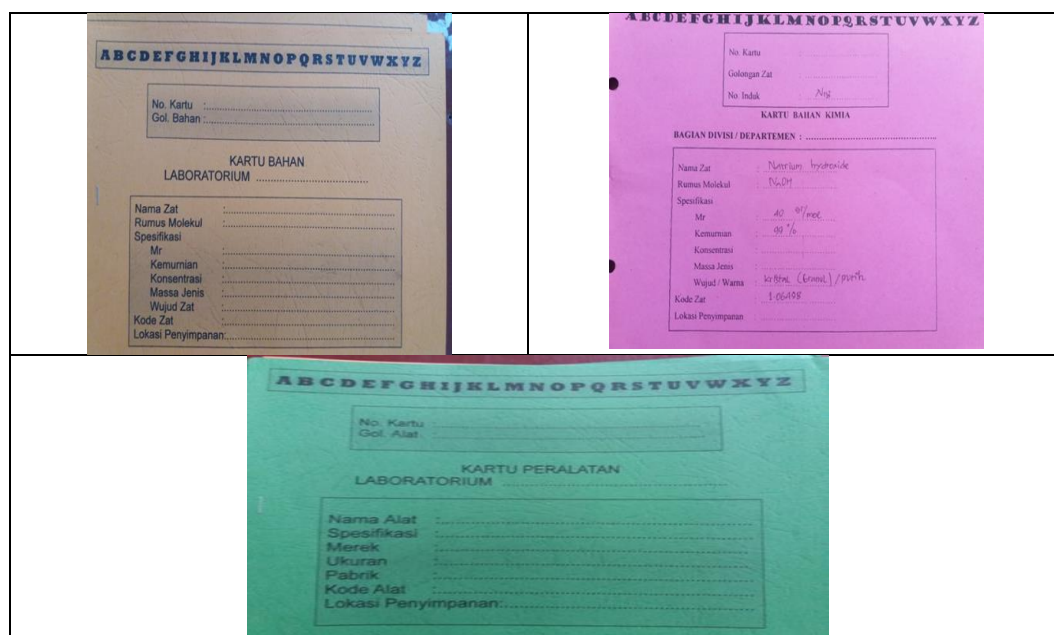 ABCDEFGHIJKLMNOPQRSTUVWXYZ
No. Kartu :
Gol. Bahan :
KARTU BAHAN
LABORATORIUM
Nama Zat :
Rumus Molekul :
Spesifikasi
Mr :
Kemurnian :
Konsentrasi :
Massa Jenis :
Wujud Zat :
Kode Zat :
Lokasi Penyimpanan:
ABCDEFGHIJKLMNOPQRSTUVWXYZ
No. Kartu
Golongan Zat
No. Induk
KARTU BAHAN KIMIA
BAGIAN DIVISI / DEPARTEMEN :
Nama Zat : Natrium hydroxide
Rumus Molekul : NaOH
Spesifikasi
Mr : 40 gr/mol
Kemurnian : 99 %
Konsentrasi :
Massa Jenis :
Wujud / Warna : kristal / putih
Kode Zat :
Lokasi Penyimpanan :
ABCDEFGHIJKLMNOPQRSTUVWXYZ
No. Kartu :
Gol. Alat :
KARTU PERALATAN
LABORATORIUM
Nama Alat :
Spesifikasi :
Merek :
Ukuran :
Pabrik :
Kode Alat :
Lokasi Penyimpanan: